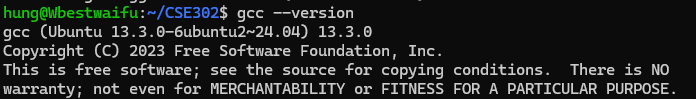 hung@Wbestwaifu:~/CSE302$ gcc --version
gcc (Ubuntu 13.3.0-6ubuntu2~24.04) 13.3.0
Copyright (C) 2023 Free Software Foundation, Inc.
This is free software; see the source for copying conditions.  There is NO
warranty; not even for MERCHANTABILITY or FITNESS FOR A PARTICULAR PURPOSE.